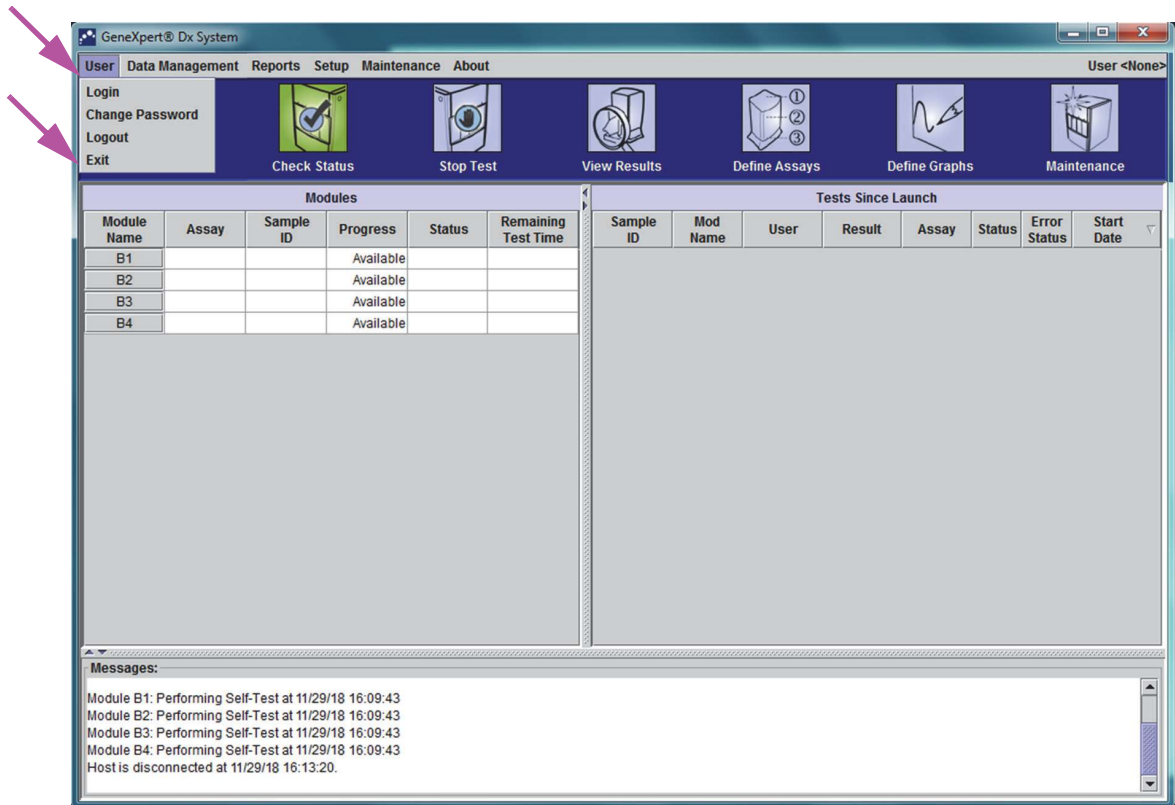 GeneXpert® Dx System
User Data Management Reports Setup Maintenance About User <None>
Login
Change Password
Logout
Exit
Check Status Stop Test View Results Define Assays Define Graphs Maintenance
1
2
3
Modules
Module Name Assay Sample ID Progress Status Remaining Test Time
B1 Available
B2 Available
B3 Available
B4 Available
Tests Since Launch
Sample ID Mod Name User Result Assay Status Error Status Start Date
Messages:
Module B1: Performing Self-Test at 11/29/18 16:09:43
Module B2: Performing Self-Test at 11/29/18 16:09:43
Module B3: Performing Self-Test at 11/29/18 16:09:43
Module B4: Performing Self-Test at 11/29/18 16:09:43
Host is disconnected at 11/29/18 16:13:20.